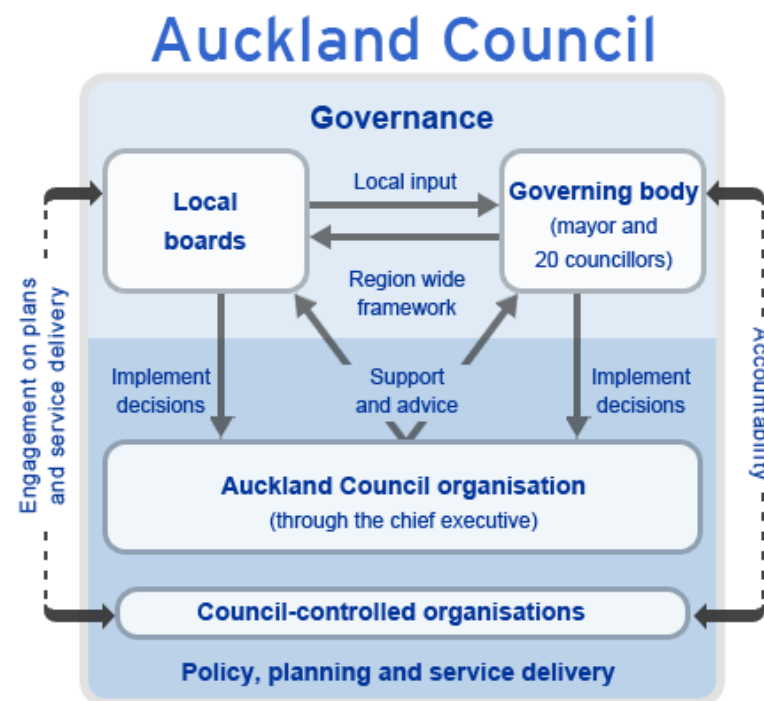 Auckland Council
Governance
Local
boards
Local input
Governing body
(mayor and
20 councillors)
Region wide
framework
Engagement on plans
and service delivery
Accountability
Implement
decisions
Support
and advice
Implement
decisions
Auckland Council organisation
(through the chief executive)
Council-controlled organisations
Policy, planning and service delivery